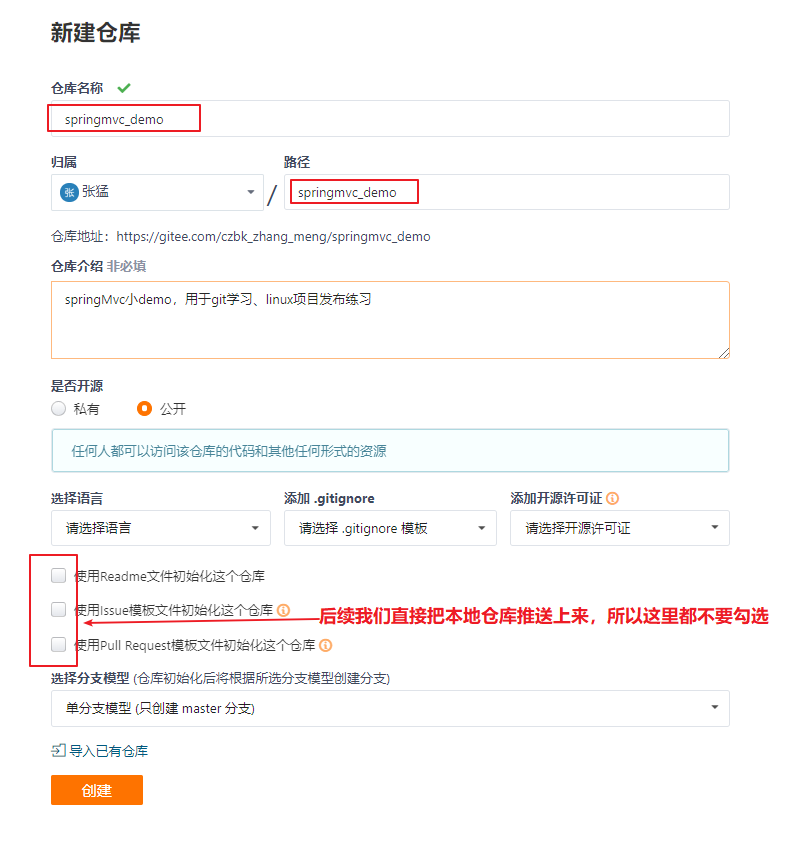 新建仓库
仓库名称
springmvc_demo
归属
路径
张
张猛
/
springmvc_demo
仓库地址：https://gitee.com/czbk_zhang_meng/springmvc_demo
仓库介绍 非必填
springMvc小demo，用于git学习、linux项目发布练习
是否开源
私有
公开
任何人都可以访问该仓库的代码和其他任何形式的资源
选择语言
添加 .gitignore
添加开源许可证
请选择语言
请选择 .gitignore 模板
请选择开源许可证
使用Readme文件初始化这个仓库
使用Issue模板文件初始化这个仓库
后续我们直接把本地仓库推送上来，所以这里都不要勾选
使用Pull Request模板文件初始化这个仓库
选择分支模型 (仓库初始化后将根据所选分支模型创建分支)
单分支模型 (只创建 master 分支)
导入已有仓库
创建